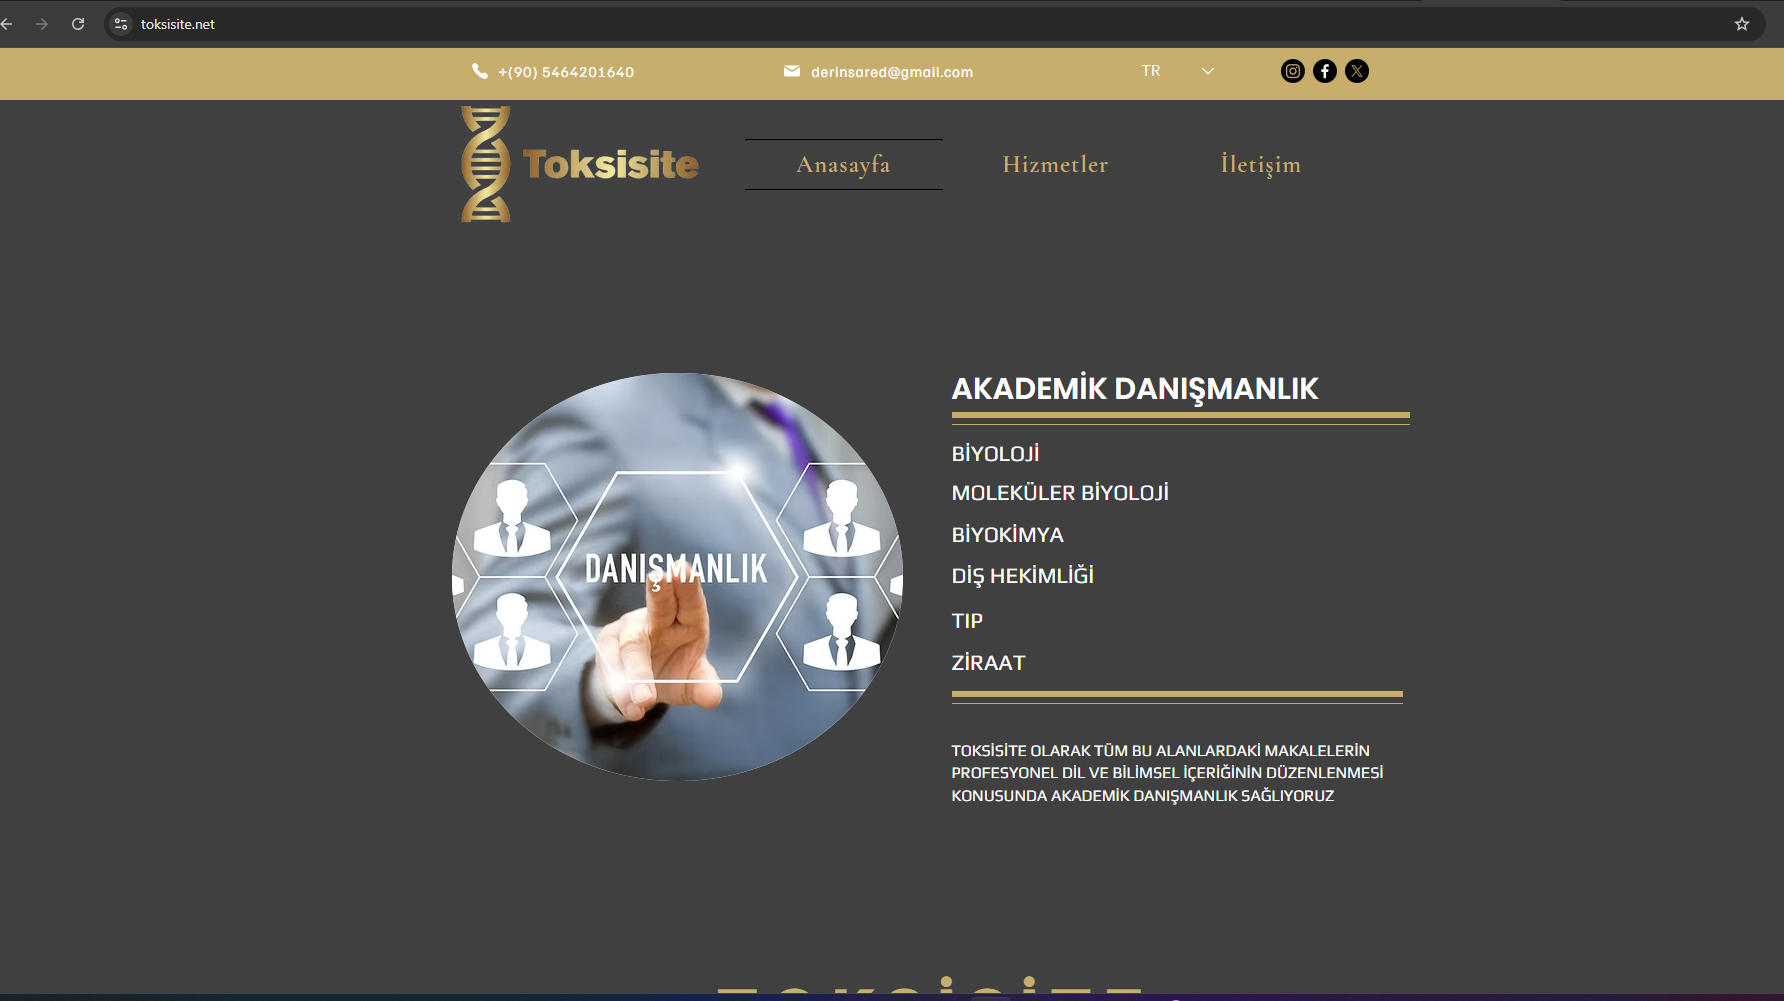 toksisite.net
+(90) 5464201640
derinsared@gmail.com
TR
Toksisite
Anasayfa
Hizmetler
İletişim
DANIŞMANLIK
AKADEMİK DANIŞMANLIK
BİYOLOJİ
MOLEKÜLER BİYOLOJİ
BİYOKİMYA
DİŞ HEKİMLİĞİ
TIP
ZİRAAT
TOKSİSİTE OLARAK TÜM BU ALANLARDAKİ MAKALELERİN
PROFESYONEL DİL VE BİLİMSEL İÇERİĞİNİN DÜZENLENMESİ
KONUSUNDA AKADEMİK DANIŞMANLIK SAĞLIYORUZ